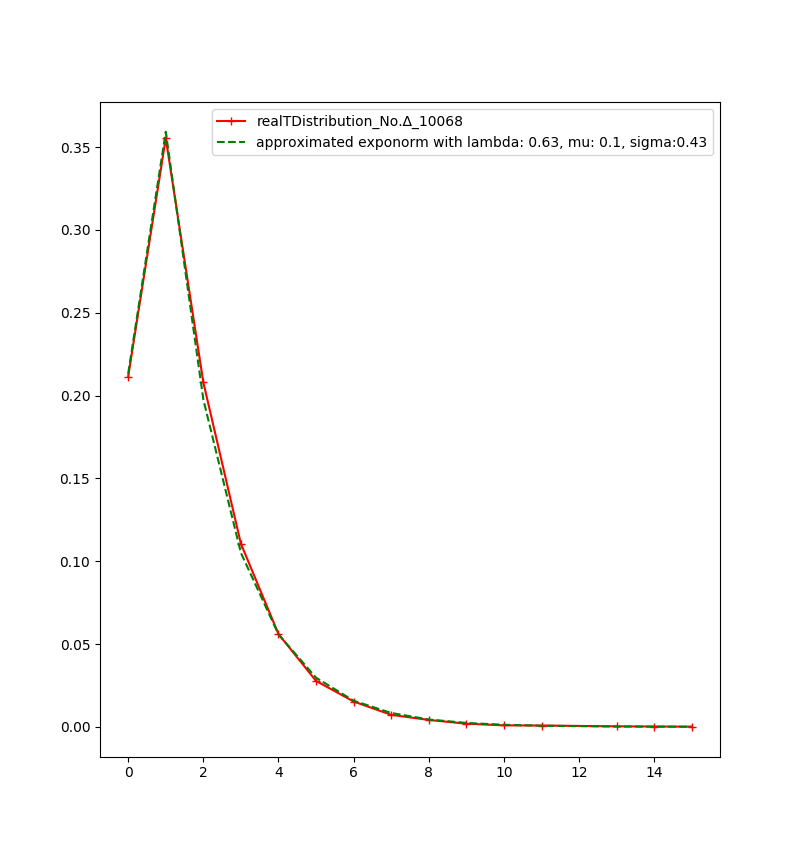 realTDistribution_No.Δ_10068
approximated exponorm with lambda: 0.63, mu: 0.1, sigma:0.43
0.35
0.30
0.25
0.20
0.15
0.10
0.05
0.00
0 2 4 6 8 10 12 14